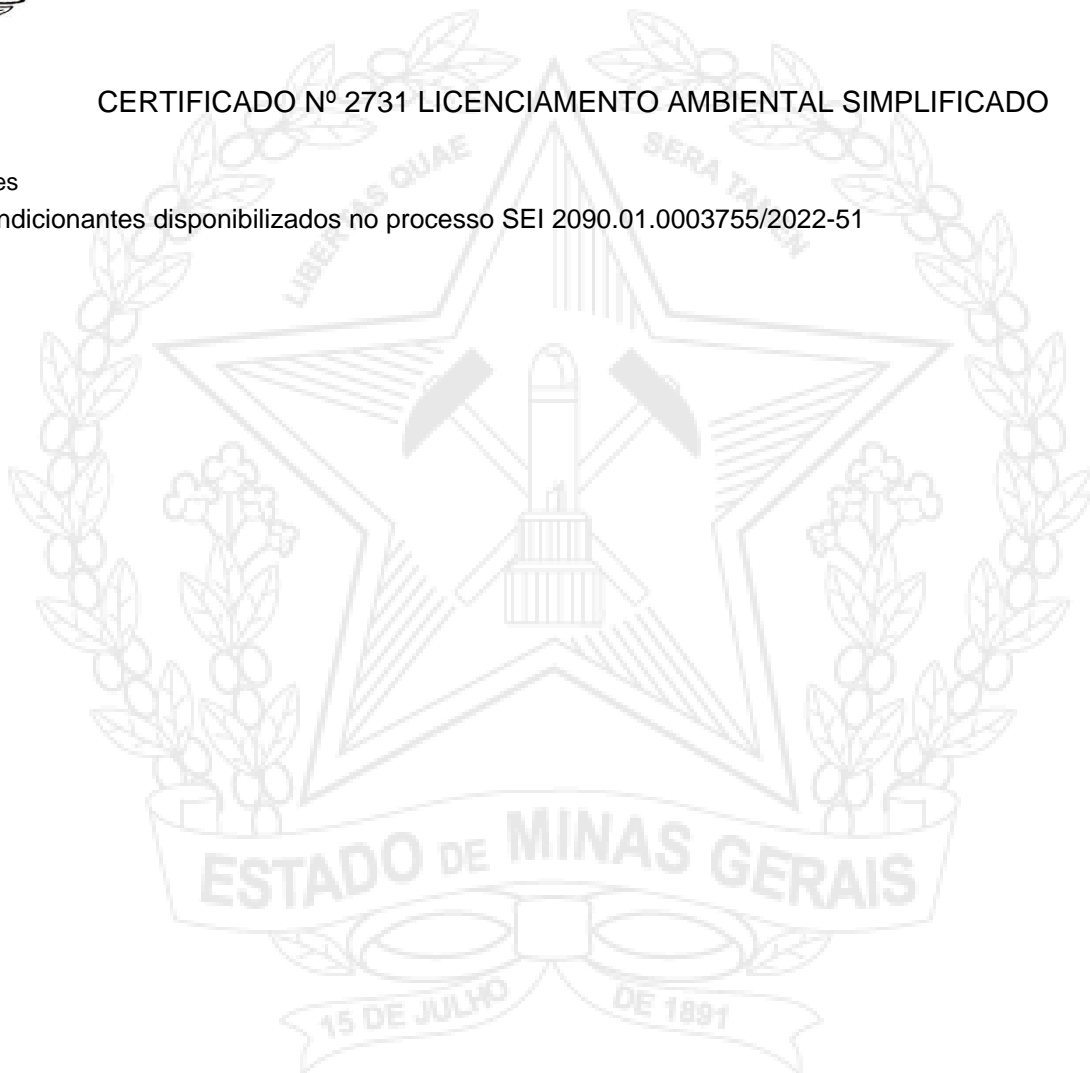 CERTIFICADO Nº 2731 LICENCIAMENTO AMBIENTAL SIMPLIFICADO
LIBERTAS QUAE SERA TAMEN
es
ndicionantes disponibilizados no processo SEI 2090.01.0003755/2022-51
ESTADO DE MINAS GERAIS
15 DE JULHO DE 1891